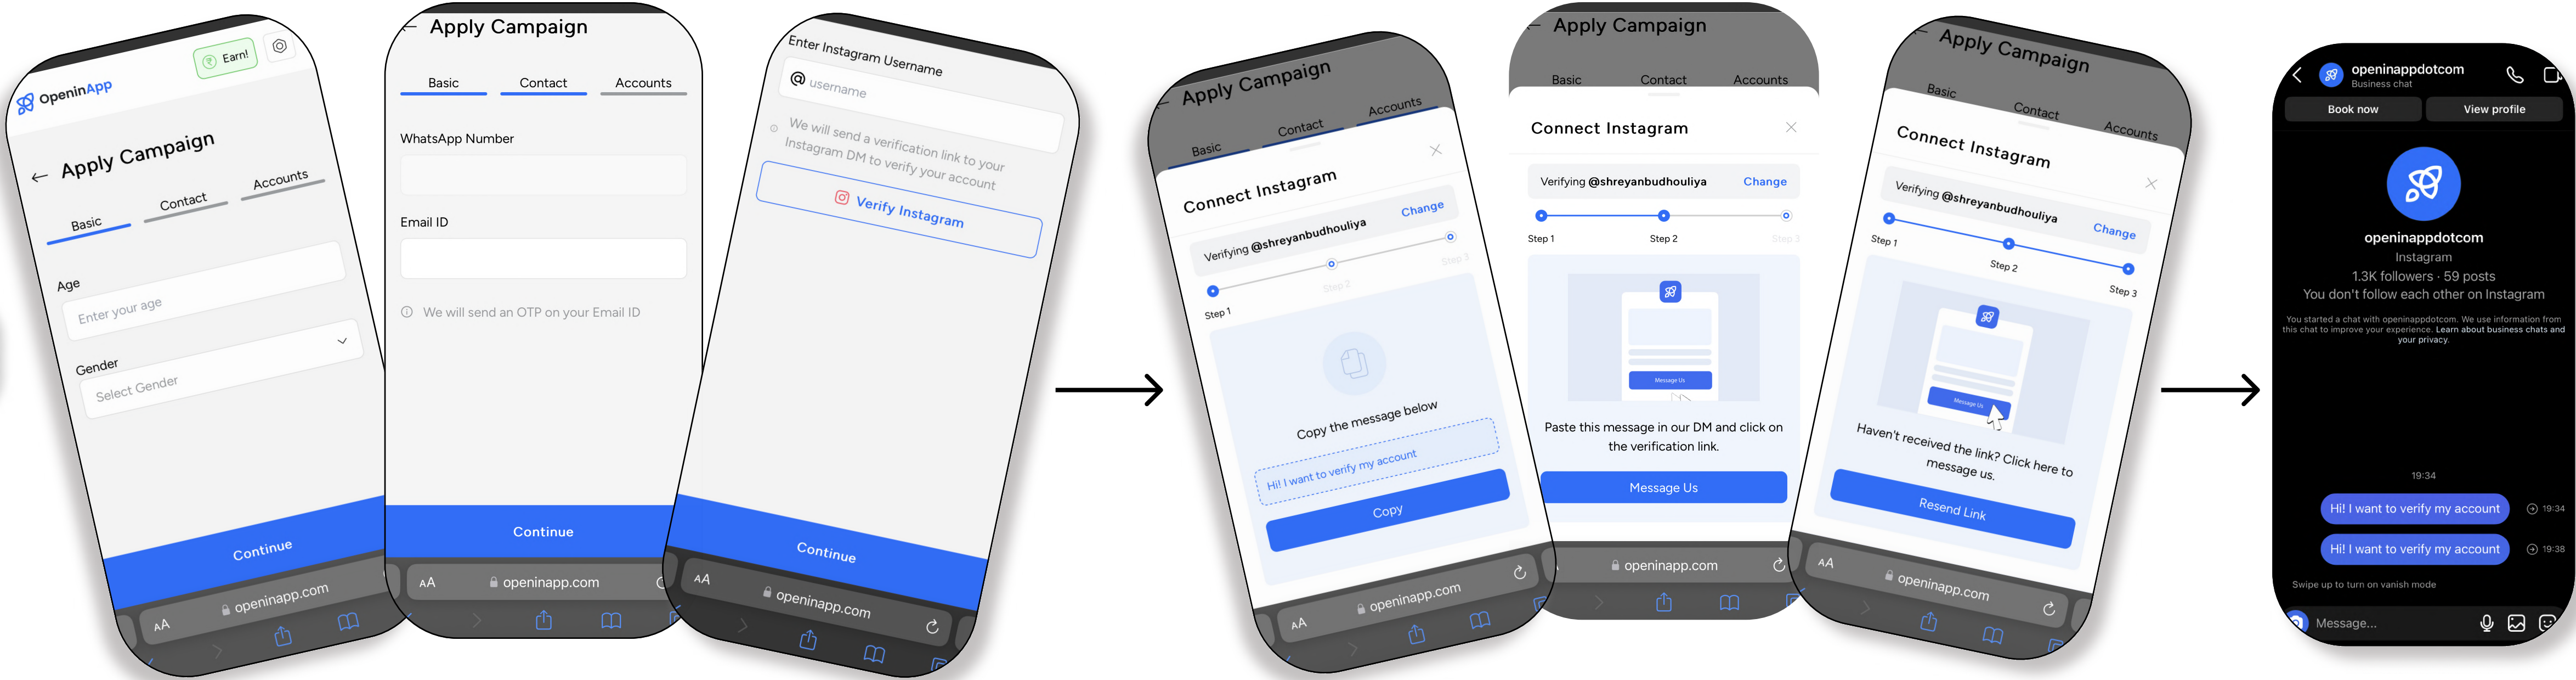 OpeninApp
Earn!
Apply Campaign
Basic
Contact
Accounts
Age
Enter your age
Gender
Select Gender
Continue
AA
openinapp.com
Apply Campaign
Basic
Contact
Accounts
WhatsApp Number
Email ID
We will send an OTP on your Email ID
Continue
AA
openinapp.com
Enter Instagram Username
@ username
We will send a verification link to your
Instagram DM to verify your account
Verify Instagram
Continue
AA
openinapp.com
Apply Campaign
Basic
Contact
Accounts
Connect Instagram
Verifying @shreyanbudhouliya
Change
Step 1
Step 2
Step 3
Copy the message below
Hi! I want to verify my account
Copy
AA
openinapp.com
Apply Campaign
Basic
Contact
Accounts
Connect Instagram
Verifying @shreyanbudhouliya
Change
Step 1
Step 2
Step 3
Message Us
Paste this message in our DM and click on
the verification link.
Message Us
openinapp.com
Apply Campaign
Basic
Contact
Accounts
Connect Instagram
Verifying @shreyanbudhouliya
Change
Step 1
Step 2
Step 3
Message Us
Haven't received the link? Click here to
message us.
Resend Link
AA
openinapp.com
openinappdotcom
Business chat
Book now
View profile
openinappdotcom
Instagram
1.3K followers · 59 posts
You don't follow each other on Instagram
You started a chat with openinappdotcom. We use information from
this chat to improve your experience. Learn about business chats and
your privacy.
19:34
Hi! I want to verify my account
19:34
Hi! I want to verify my account
19:38
Swipe up to turn on vanish mode
Message...